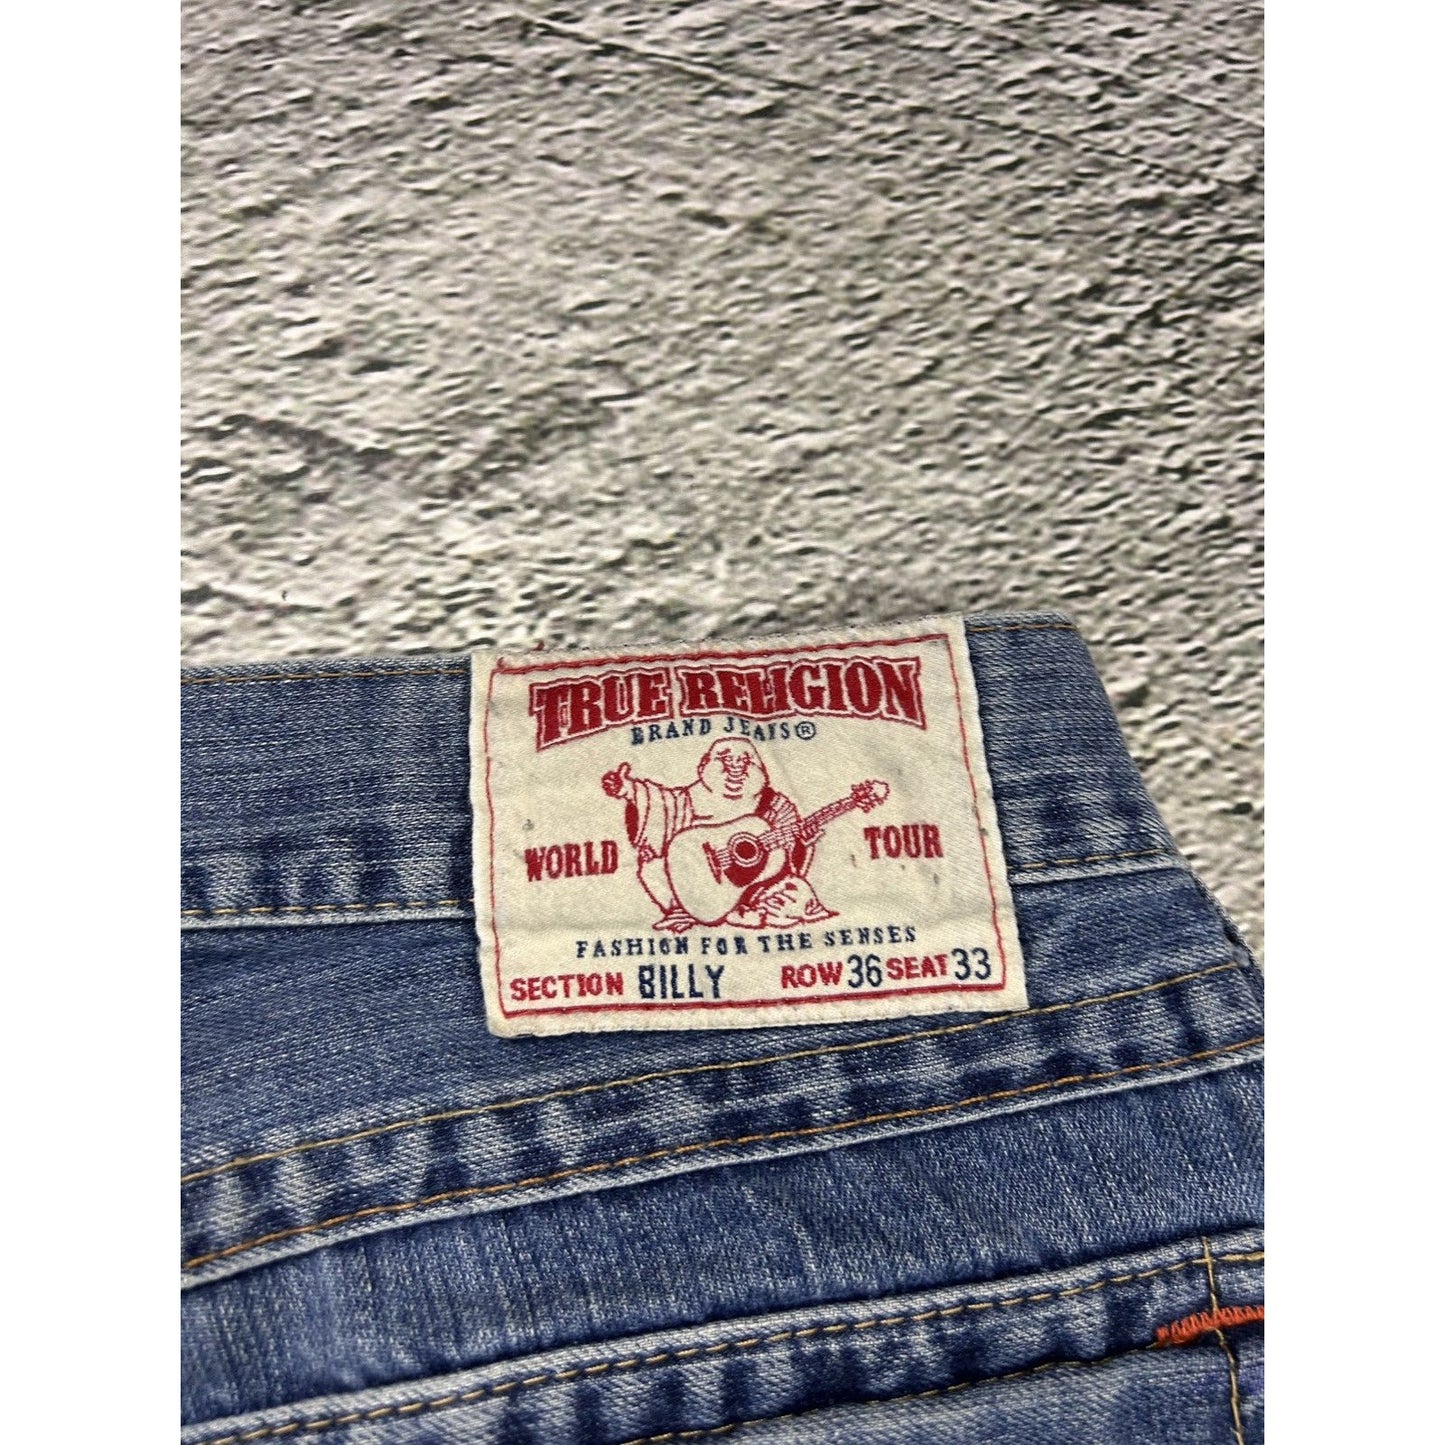 TRUE RELIGION
BRAND JEANS®
WORLD TOUR
FASHION FOR THE SENSES
SECTION BILLY ROW 36 SEAT 33